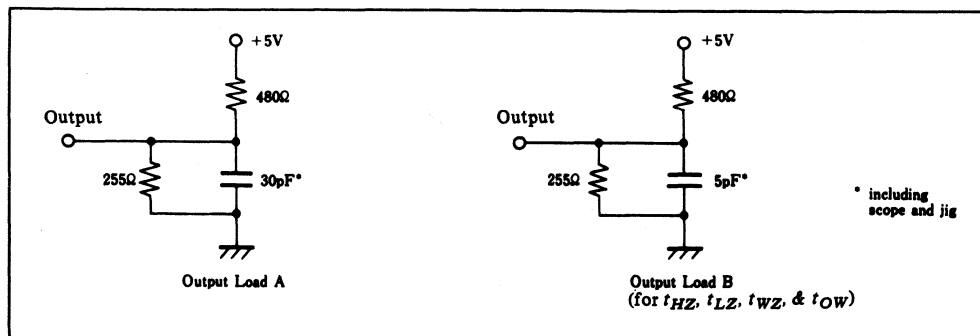 +5V
480Ω
Output
255Ω
30pF*
Output Load A
+5V
480Ω
Output
255Ω
5pF*
* including
scope and jig
Output Load B
(for tHZ, tLZ, tWZ, & tOW)